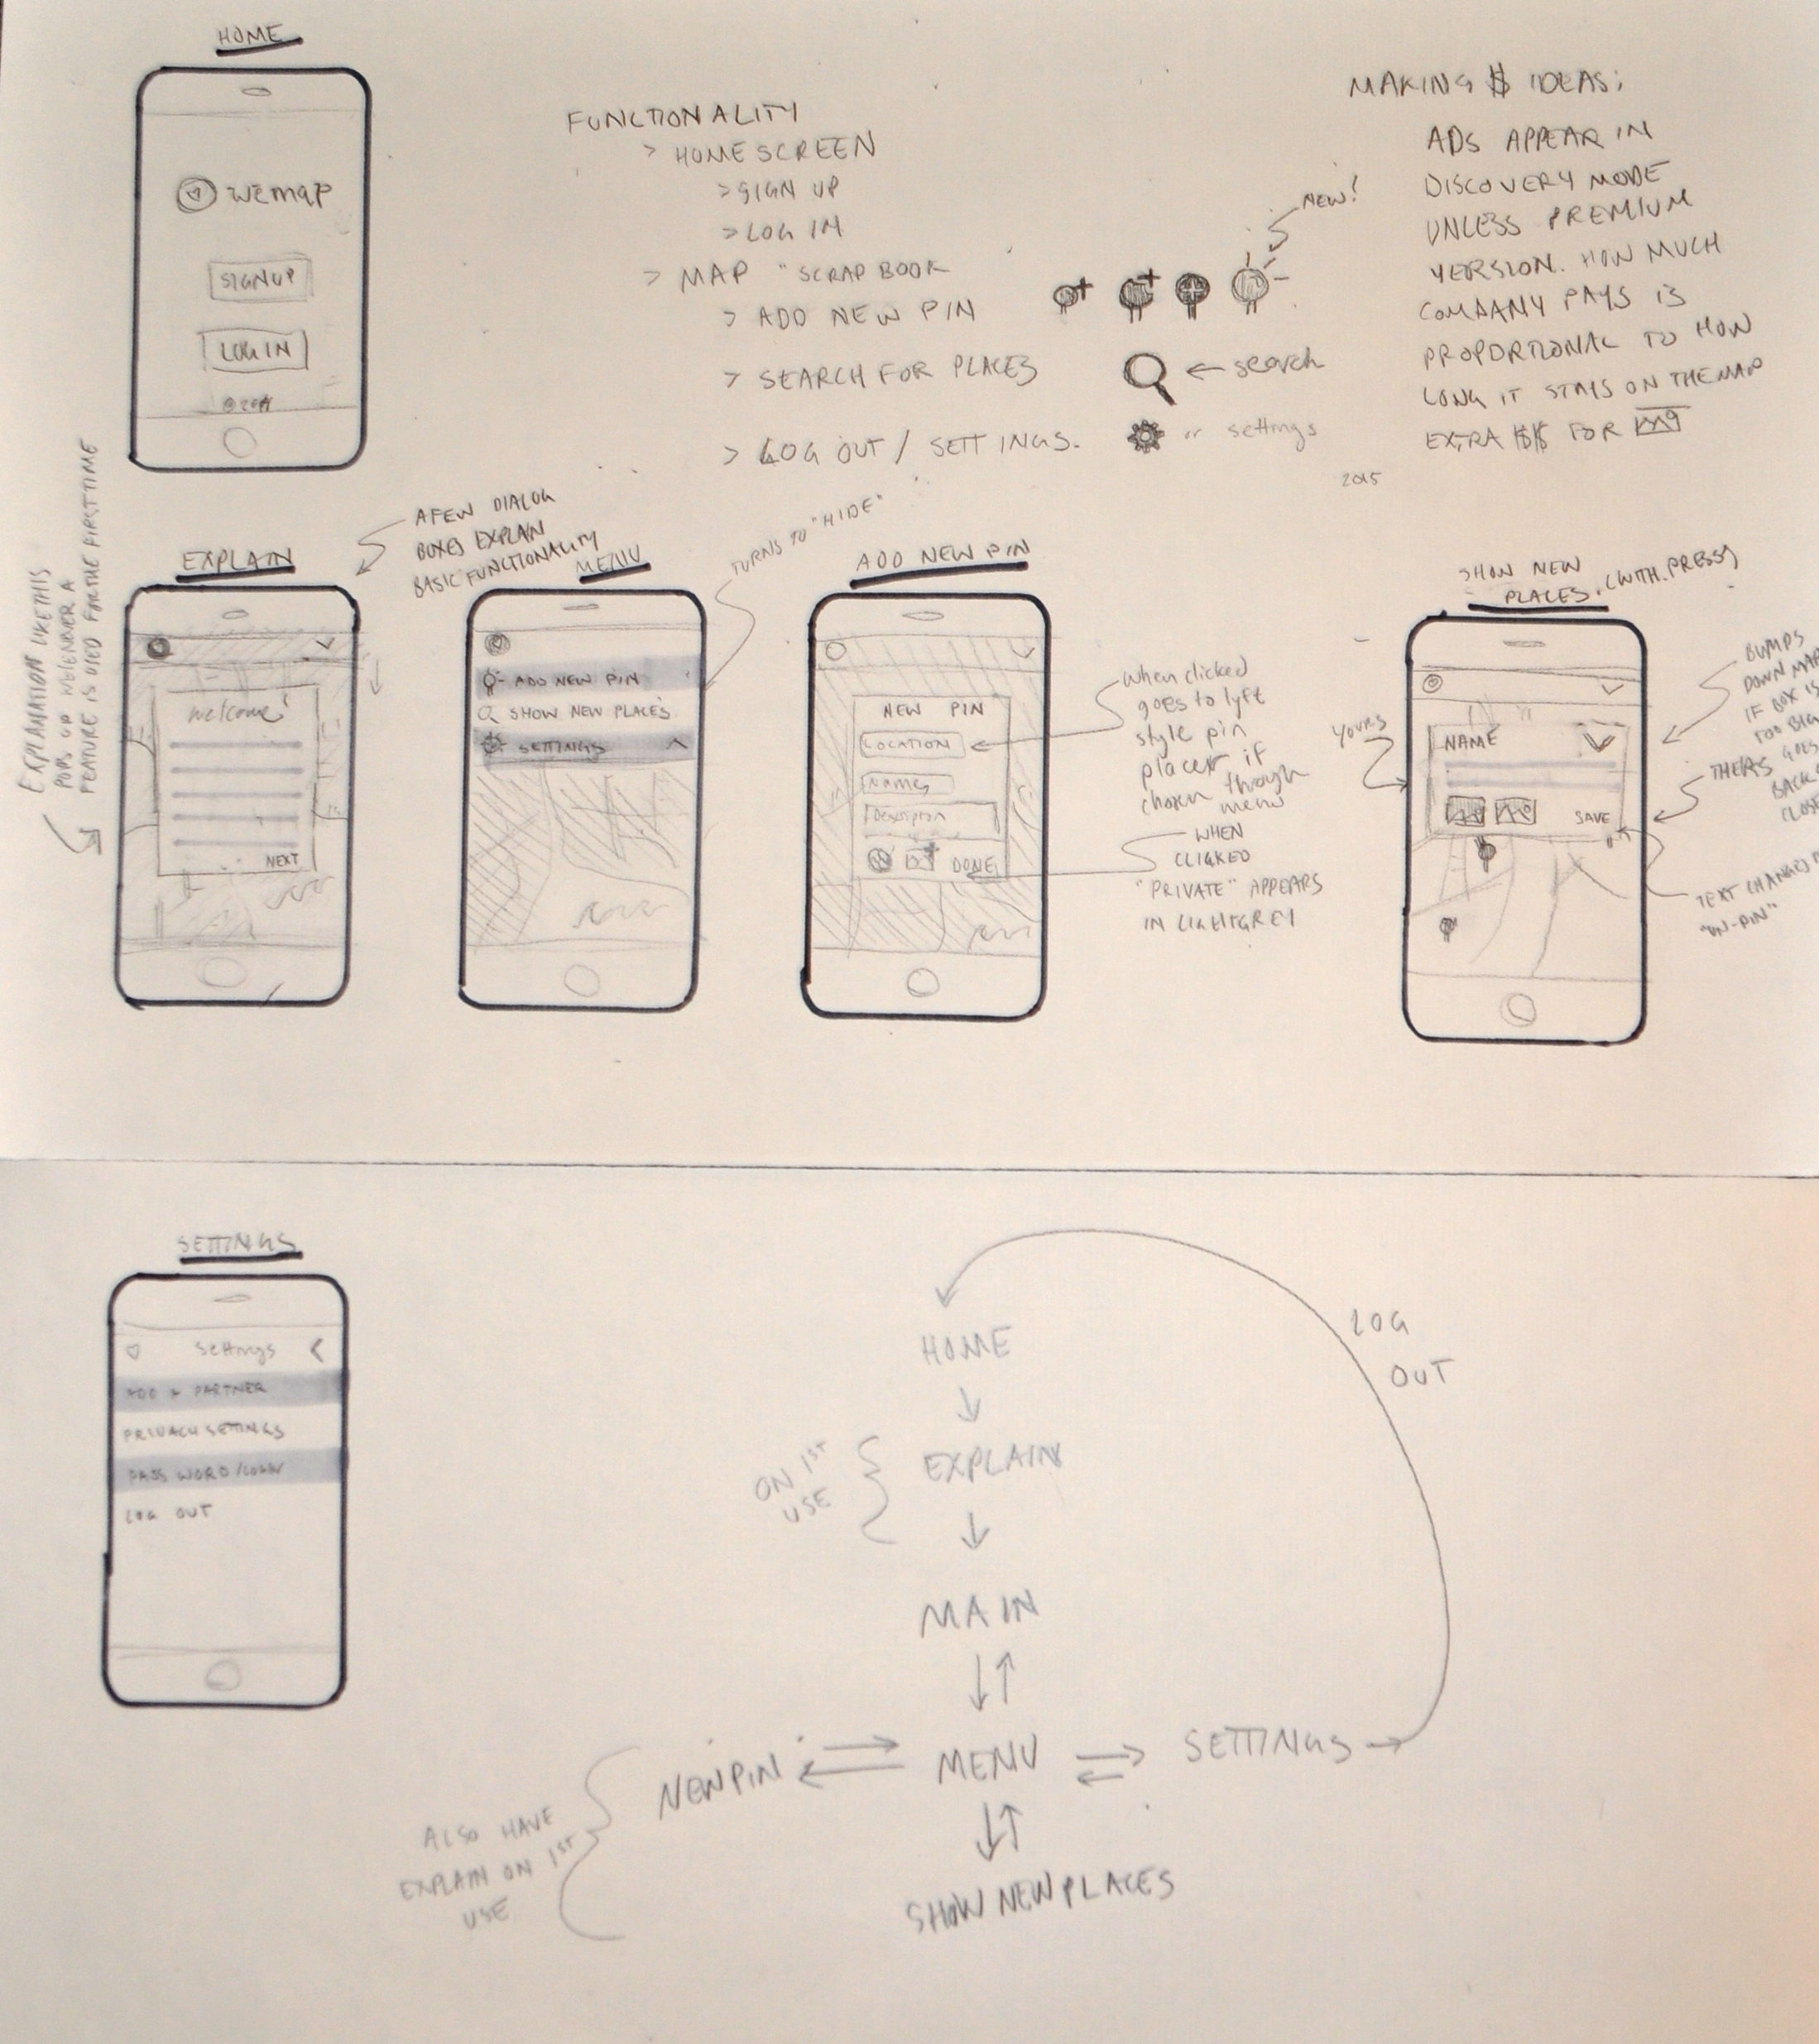 HOME
wemap
SIGNUP
LOG IN
FUNCTIONALITY
> HOME SCREEN
> SIGN UP
> LOG IN
> MAP "SCRAP BOOK
> ADD NEW PIN
> SEARCH FOR PLACES
> LOG OUT / SETTINGS.
NEW!
← search
or settings
MAKING $ IDEAS:
ADS APPEAR IN
DISCOVERY MODE
UNLESS PREMIUM
VERSION. HOW MUCH
COMPANY PAYS IS
PROPORTIONAL TO HOW
LONG IT STAYS ON THE MAP
EXTRA $$ FOR
2015
EXPLANATION LIKE THIS
POPS UP WHENEVER A
FEATURE IS USED FOR THE FIRST TIME
EXPLAIN
A FEW DIALOG
BOXES EXPLAIN
BASIC FUNCTIONALITY
welcome!
NEXT
MENU
TURNS TO "HIDE"
ADD NEW PIN
SHOW NEW PLACES
SETTINGS
ADD NEW PIN
NEW PIN
LOCATION
NAMES
Description
DONE
when clicked
goes to lyft
style pin
placer if
chosen through
menu
WHEN
CLICKED
"PRIVATE" APPEARS
IN LIGHT GREY
SHOW NEW
PLACES (WITH PRESS)
YOURS
NAME
SAVE
BUMPS
DOWN MAP
IF BOX IS
TOO BIG
GOES
BACK
CLOSE
TEXT CHANGES
"UN-PIN"
SETTINGS
settings
ADD A PARTNER
PRIVACY SETTINGS
PASS WORD/LOGIN
LOG OUT
HOME
↓
ON 1ST
USE
EXPLAIN
↓
MAIN
↓↑
NEW PIN
MENU
SETTINGS →
LOG
OUT
↓↑
SHOW NEW PLACES
ALSO HAVE
EXPLAIN ON 1ST
USE